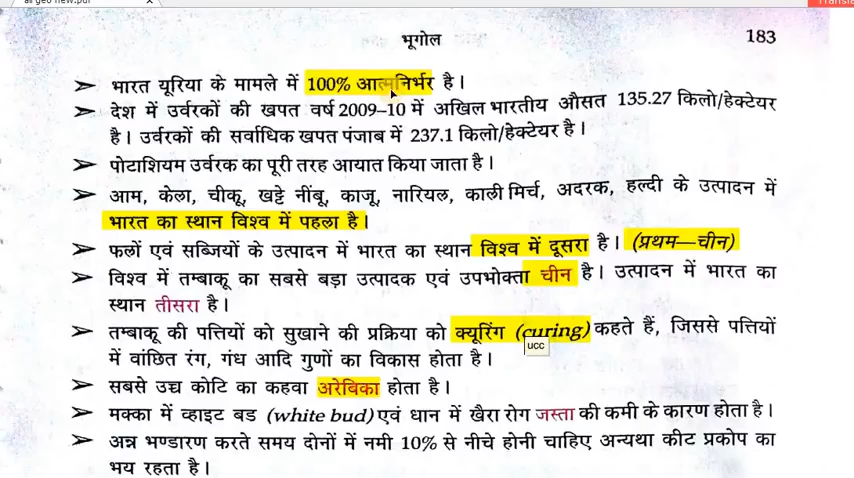 भूगोल 183
➢ भारत यूरिया के मामले में 100% आत्मनिर्भर है।
➢ देश में उर्वरकों की खपत वर्ष 2009–10 में अखिल भारतीय औसत 135.27 किलो/हेक्टेयर
है। उर्वरकों की सर्वाधिक खपत पंजाब में 237.1 किलो/हेक्टेयर है।
➢ पोटाशियम उर्वरक का पूरी तरह आयात किया जाता है।
➢ आम, केला, चीकू, खट्टे नींबू, काजू, नारियल, काली मिर्च, अदरक, हल्दी के उत्पादन में
भारत का स्थान विश्व में पहला है।
➢ फलों एवं सब्जियों के उत्पादन में भारत का स्थान विश्व में दूसरा है। (प्रथम—चीन)
➢ विश्व में तम्बाकू का सबसे बड़ा उत्पादक एवं उपभोक्ता चीन है। उत्पादन में भारत का
स्थान तीसरा है।
➢ तम्बाकू की पत्तियों को सुखाने की प्रक्रिया को क्यूरिंग (curing) कहते हैं, जिससे पत्तियों
ucc
में वांछित रंग, गंध आदि गुणों का विकास होता है।
➢ सबसे उच्च कोटि का कहवा अरेबिका होता है।
➢ मक्का में व्हाइट बड (white bud) एवं धान में खैरा रोग जस्ता की कमी के कारण होता है।
➢ अन्न भण्डारण करते समय दोनों में नमी 10% से नीचे होनी चाहिए अन्यथा कीट प्रकोप का
भय रहता है।